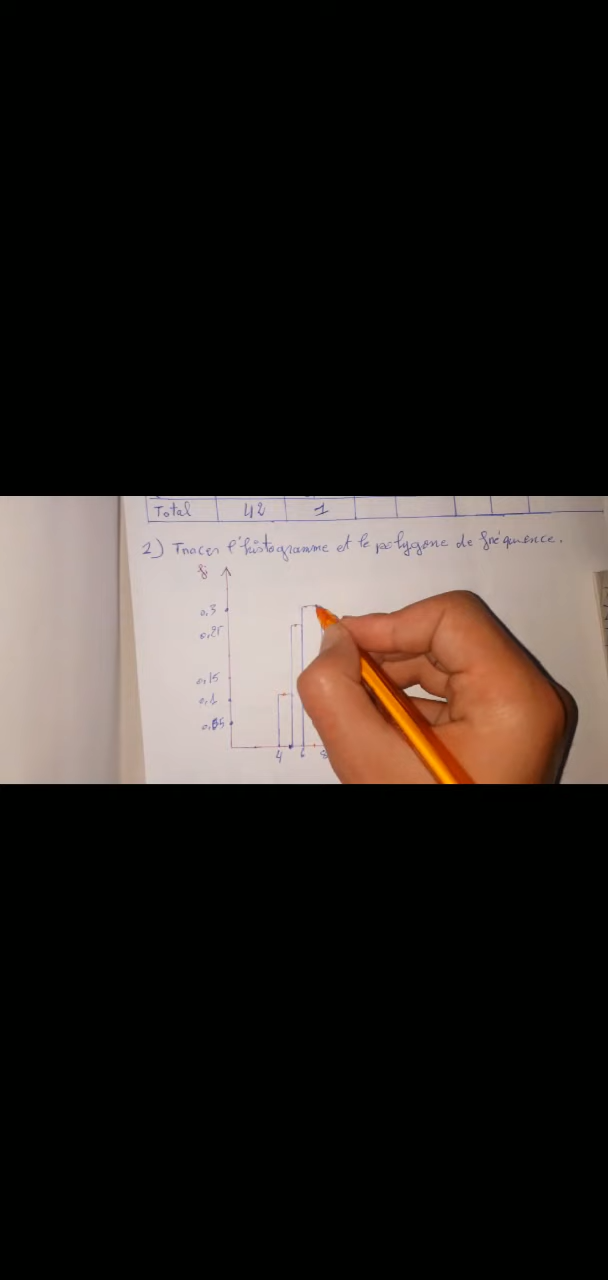 Total 42 1
2) Tracer l'histogramme et le polygone de fréquence.
0,3
0,25
0,15
0,1
0,05
4 6 8